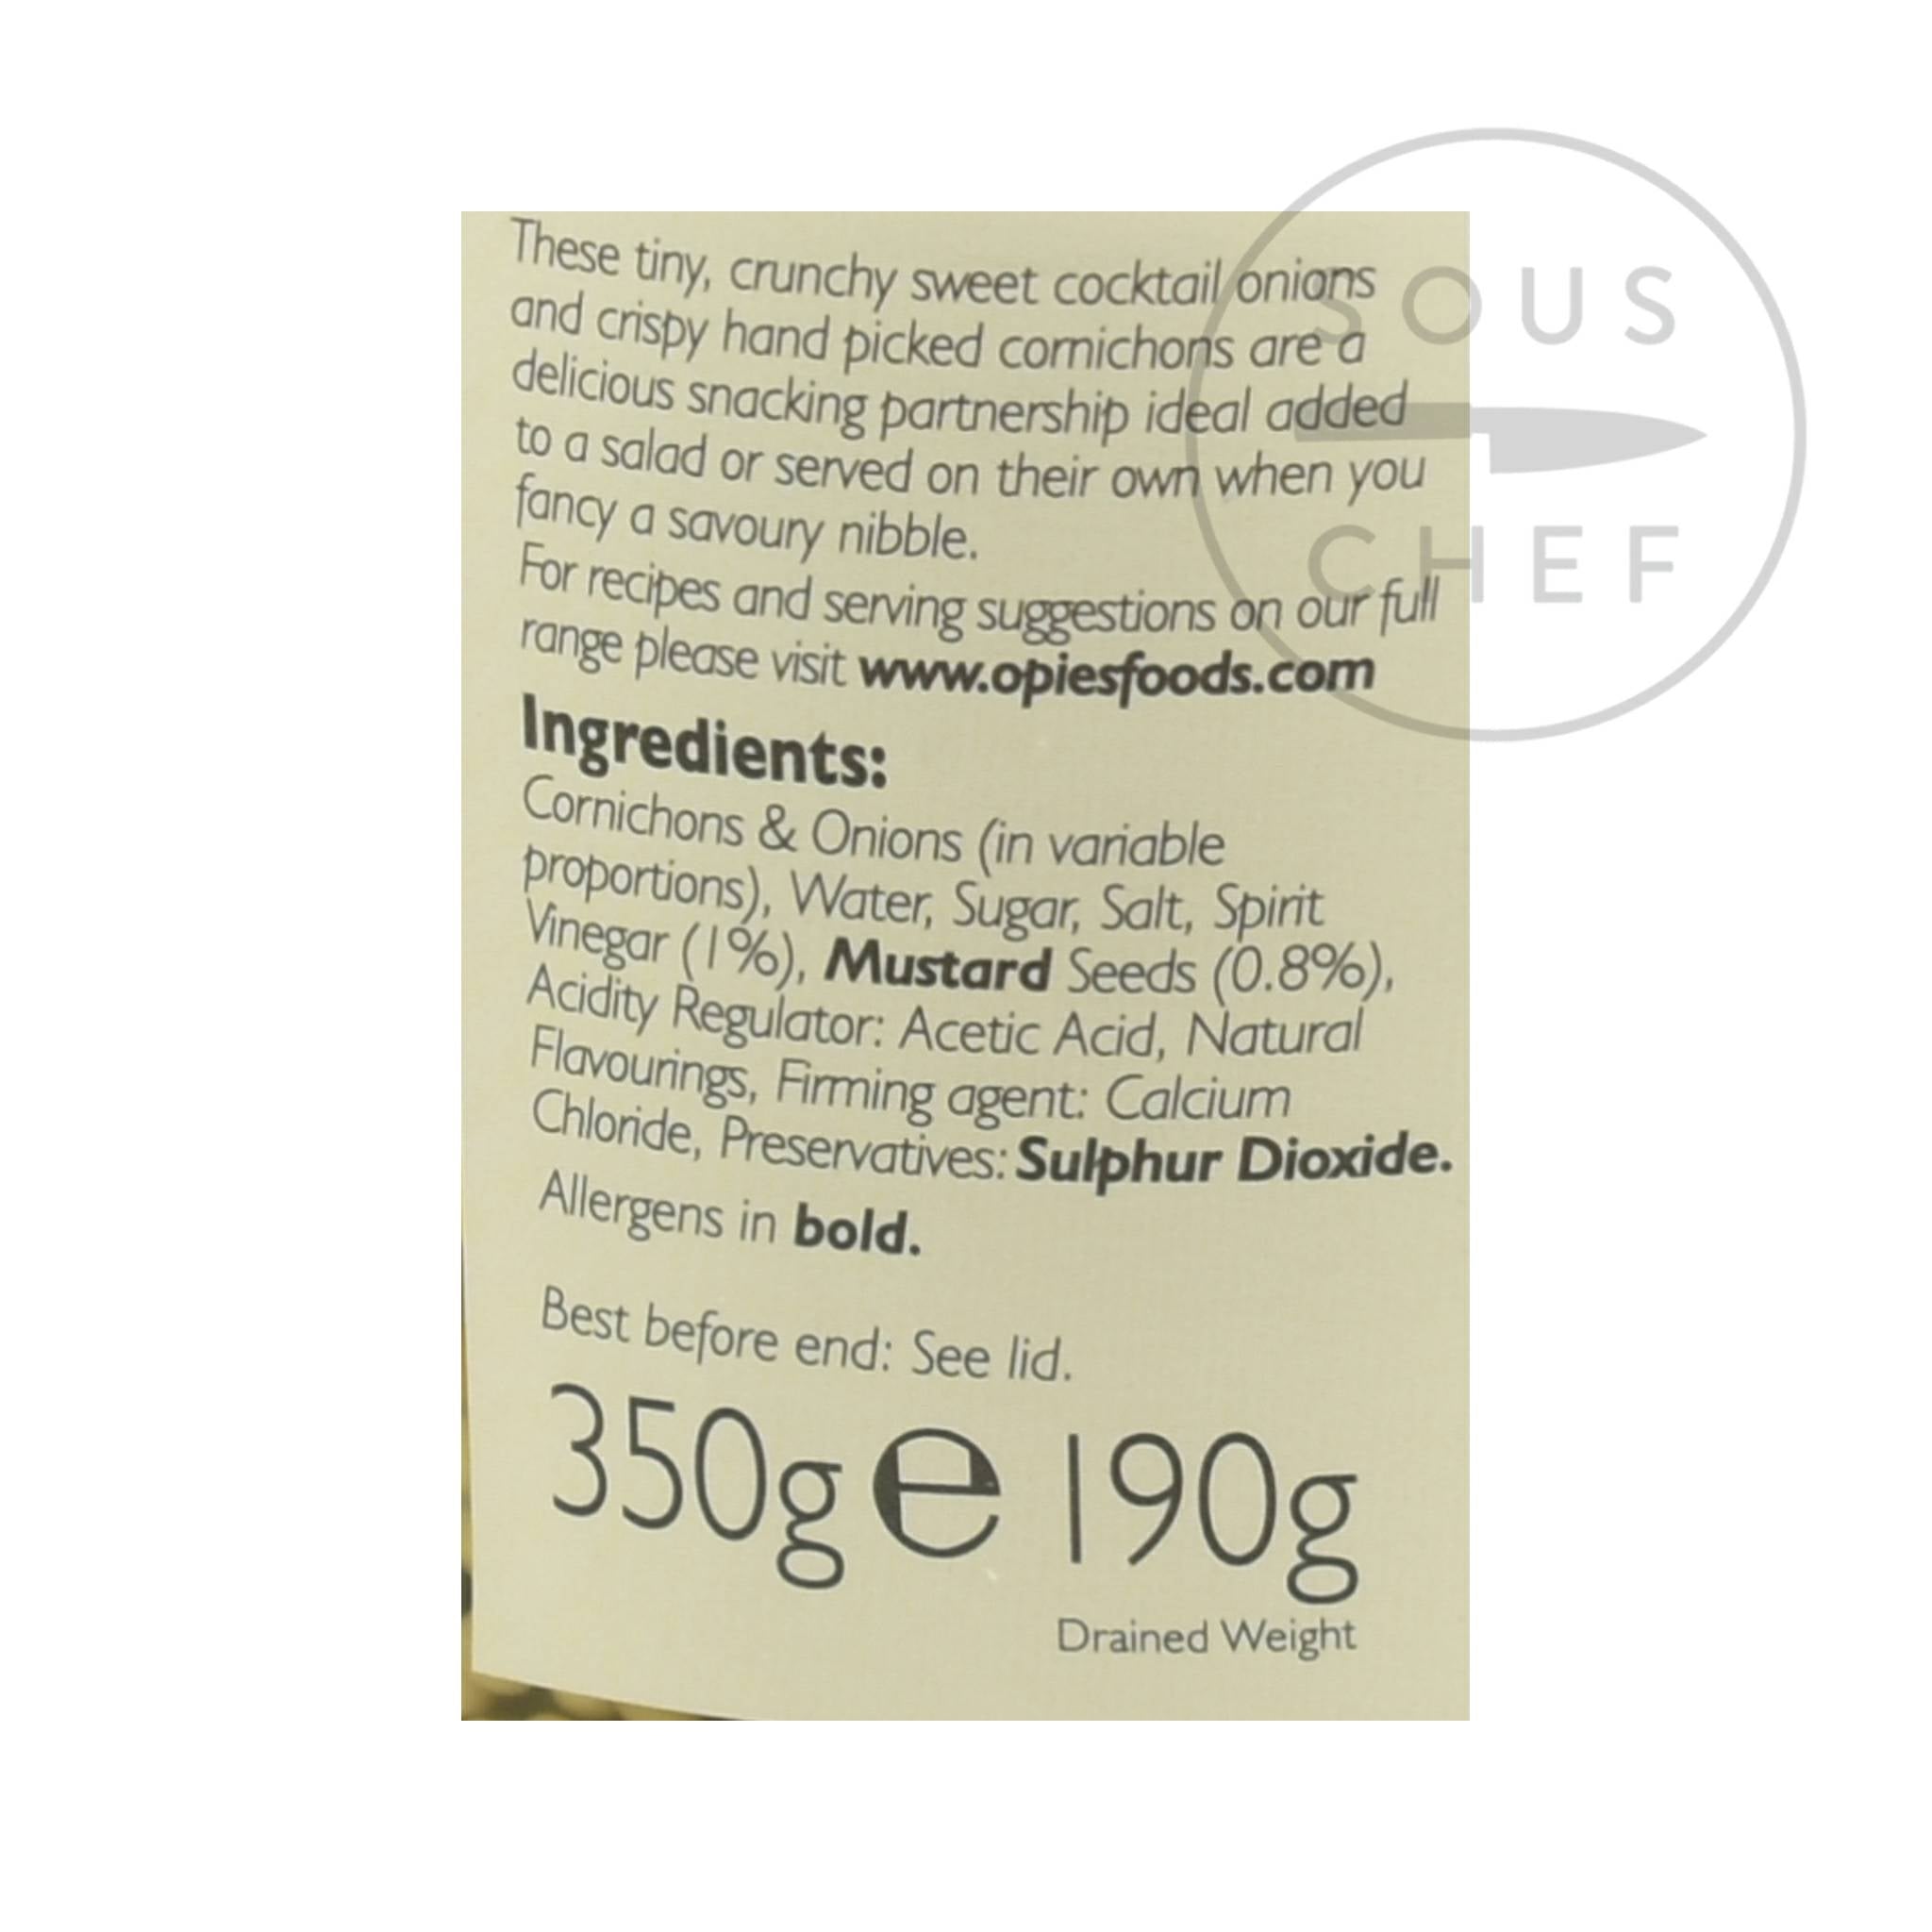 These tiny, crunchy sweet cocktail onions
and crispy hand picked cornichons are a
delicious snacking partnership ideal added
to a salad or served on their own when you
fancy a savoury nibble.
For recipes and serving suggestions on our full
range please visit www.opiesfoods.com
Ingredients:
Cornichons & Onions (in variable
proportions), Water, Sugar, Salt, Spirit
Vinegar (1%), Mustard Seeds (0.8%),
Acidity Regulator: Acetic Acid, Natural
Flavourings, Firming agent: Calcium
Chloride, Preservatives: Sulphur Dioxide.
Allergens in bold.
Best before end: See lid.
350g e 190g
Drained Weight
SOUS
CHEF